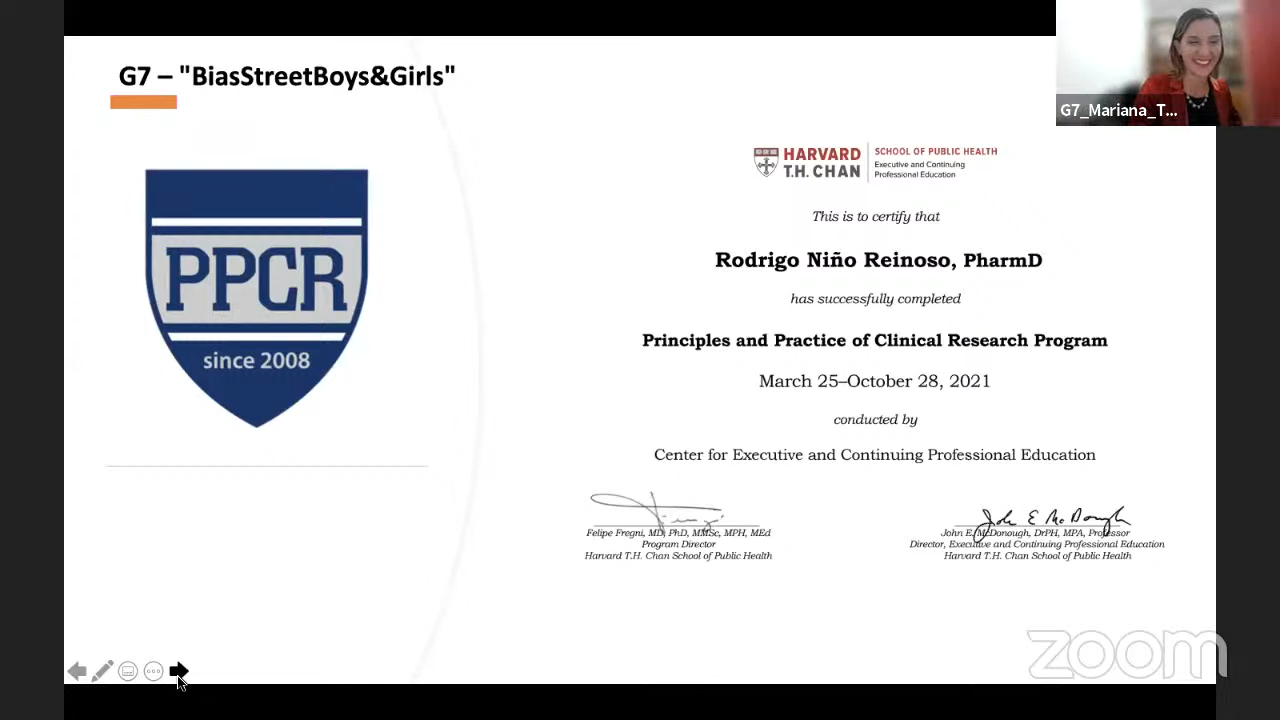 G7 – "BiasStreetBoys&Girls"
G7_Mariana_T...
PPCR
since 2008
HARVARD
T.H. CHAN
SCHOOL OF PUBLIC HEALTH
Executive and Continuing
Professional Education
This is to certify that
Rodrigo Niño Reinoso, PharmD
has successfully completed
Principles and Practice of Clinical Research Program
March 25–October 28, 2021
conducted by
Center for Executive and Continuing Professional Education
John E McDonough
Felipe Fregni, MD, PhD, MMSc, MPH, MEd
Program Director
Harvard T.H. Chan School of Public Health
John E. McDonough, DrPH, MPA, Professor
Director, Executive and Continuing Professional Education
Harvard T.H. Chan School of Public Health
zoom